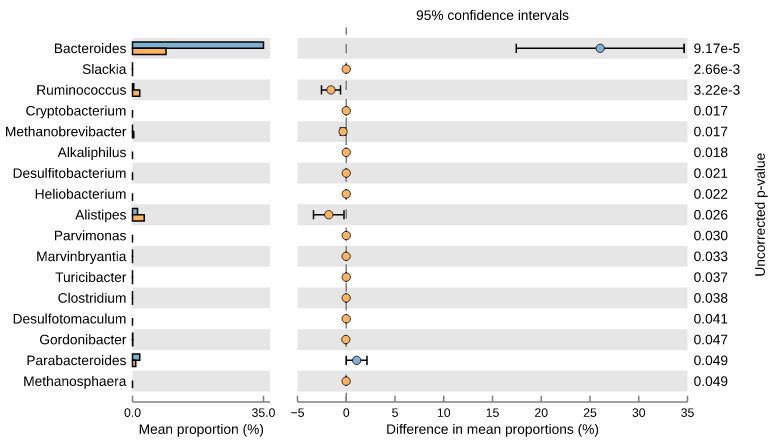 95% confidence intervals
Bacteroides 9.17e-5
Slackia 2.66e-3
Ruminococcus 3.22e-3
Cryptobacterium 0.017
Methanobrevibacter 0.017
Alkaliphilus 0.018
Desulfitobacterium 0.021
Heliobacterium 0.022
Alistipes 0.026
Parvimonas 0.030
Marvinbryantia 0.033
Turicibacter 0.037
Clostridium 0.038
Desulfotomaculum 0.041
Gordonibacter 0.047
Parabacteroides 0.049
Methanosphaera 0.049
Uncorrected p-value
0.0 35.0 −5 0 5 10 15 20 25 30 35
Mean proportion (%) Difference in mean proportions (%)